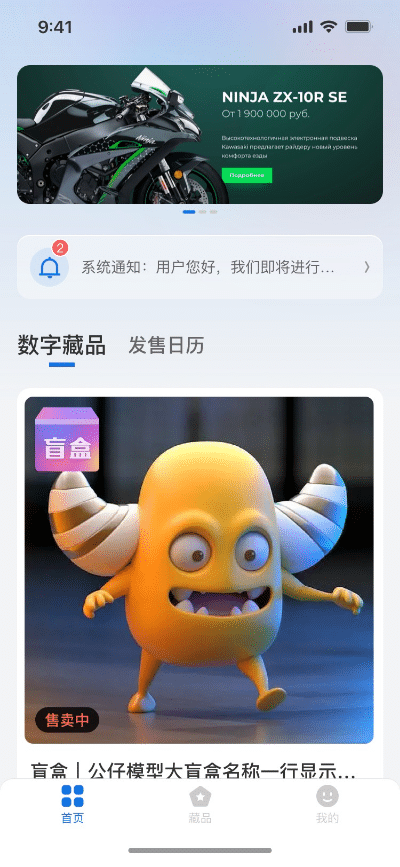 9:41
NINJA ZX-10R SE
От 1 900 000 руб.
Высокотехнологичная электронная подвеска
Kawasaki предлагает райдеру новый уровень
комфорта езды
Подробнее
2
系统通知：用户您好，我们即将进行...
数字藏品 发售日历
盲盒
售卖中
盲盒｜公仔模型大盲盒名称一行显示...
首页 藏品 我的